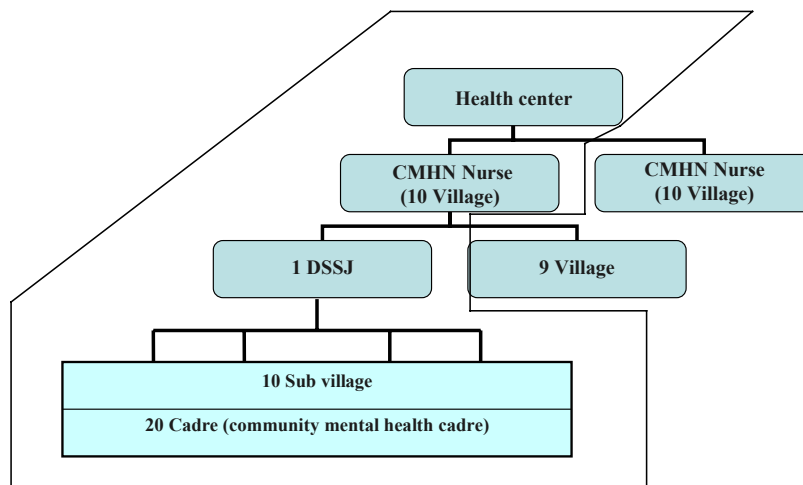 Health center
CMHN Nurse
(10 Village)
CMHN Nurse
(10 Village)
1 DSSJ
9 Village
10 Sub village
20 Cadre (community mental health cadre)